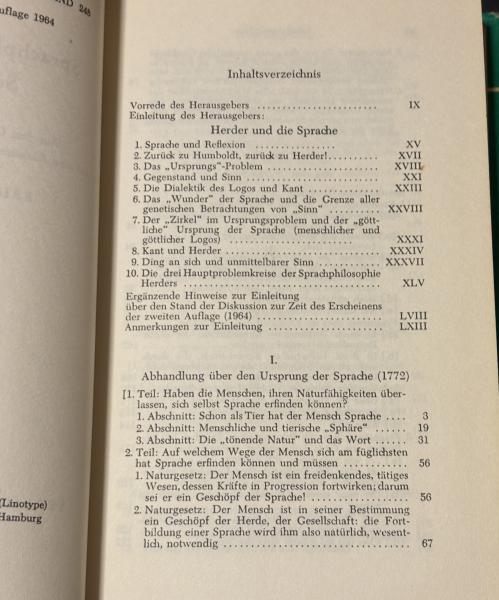 ND 248
uflage 1964
(Linotype)
Hamburg
Inhaltsverzeichnis
Vorrede des Herausgebers ........................ IX
Einleitung des Herausgebers:
Herder und die Sprache
1. Sprache und Reflexion ................ XV
2. Zurück zu Humboldt, zurück zu Herder!.......... XVII
3. Das „Ursprungs“-Problem ...................... XVIII
4. Gegenstand und Sinn .......................... XXI
5. Die Dialektik des Logos und Kant ............. XXIII
6. Das „Wunder“ der Sprache und die Grenze aller
genetischen Betrachtungen von „Sinn“ .......... XXVIII
7. Der „Zirkel“ im Ursprungsproblem und der „gött-
liche“ Ursprung der Sprache (menschlicher und
göttlicher Logos) ................... XXXI
8. Kant und Herder .............................. XXXIV
9. Ding an sich und unmittelbarer Sinn ........... XXXVII
10. Die drei Hauptproblemkreise der Sprachphilosophie
Herders ...................................... XLV
Ergänzende Hinweise zur Einleitung
über den Stand der Diskussion zur Zeit des Erscheinens
der zweiten Auflage (1964) ......................... LVIII
Anmerkungen zur Einleitung ....................... LXIII
I.
Abhandlung über den Ursprung der Sprache (1772)
[1. Teil: Haben die Menschen, ihren Naturfähigkeiten über-
lassen, sich selbst Sprache erfinden können?
1. Abschnitt: Schon als Tier hat der Mensch Sprache .... 3
2. Abschnitt: Menschliche und tierische „Sphäre“ ...... 19
3. Abschnitt: Die „tönende Natur“ und das Wort ....... 31
2. Teil: Auf welchem Wege der Mensch sich am füglichsten
hat Sprache erfinden können und müssen ............. 56
1. Naturgesetz: Der Mensch ist ein freidenkendes, tätiges
Wesen, dessen Kräfte in Progression fortwirken; darum
sei er ein Geschöpf der Sprache! .................... 56
2. Naturgesetz: Der Mensch ist in seiner Bestimmung
ein Geschöpf der Herde, der Gesellschaft: die Fort-
bildung einer Sprache wird ihm also natürlich, wesent-
lich, notwendig .................................... 67